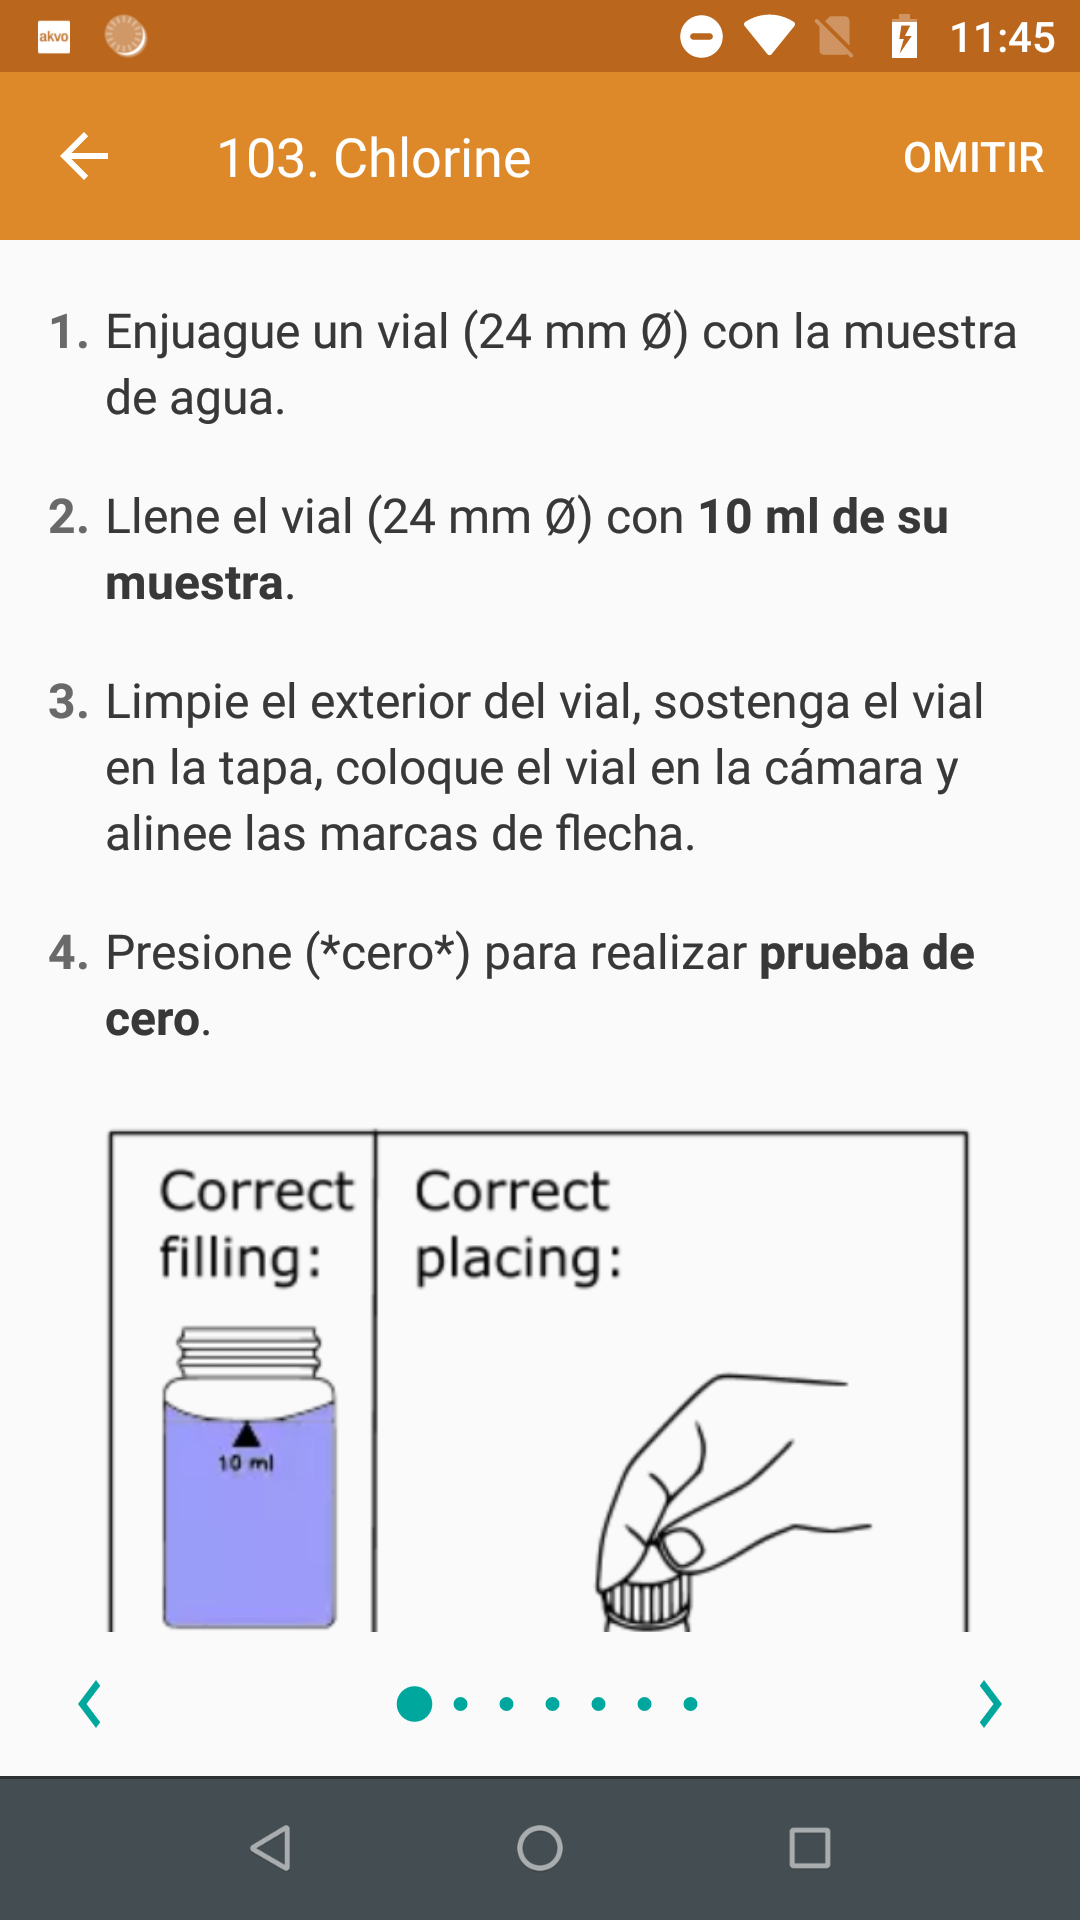 akvo
11:45
103. Chlorine
OMITIR
1. Enjuague un vial (24 mm Ø) con la muestra
de agua.
2. Llene el vial (24 mm Ø) con 10 ml de su
muestra.
3. Limpie el exterior del vial, sostenga el vial
en la tapa, coloque el vial en la cámara y
alinee las marcas de flecha.
4. Presione (*cero*) para realizar prueba de
cero.
Correct
filling:
10 ml
Correct
placing: